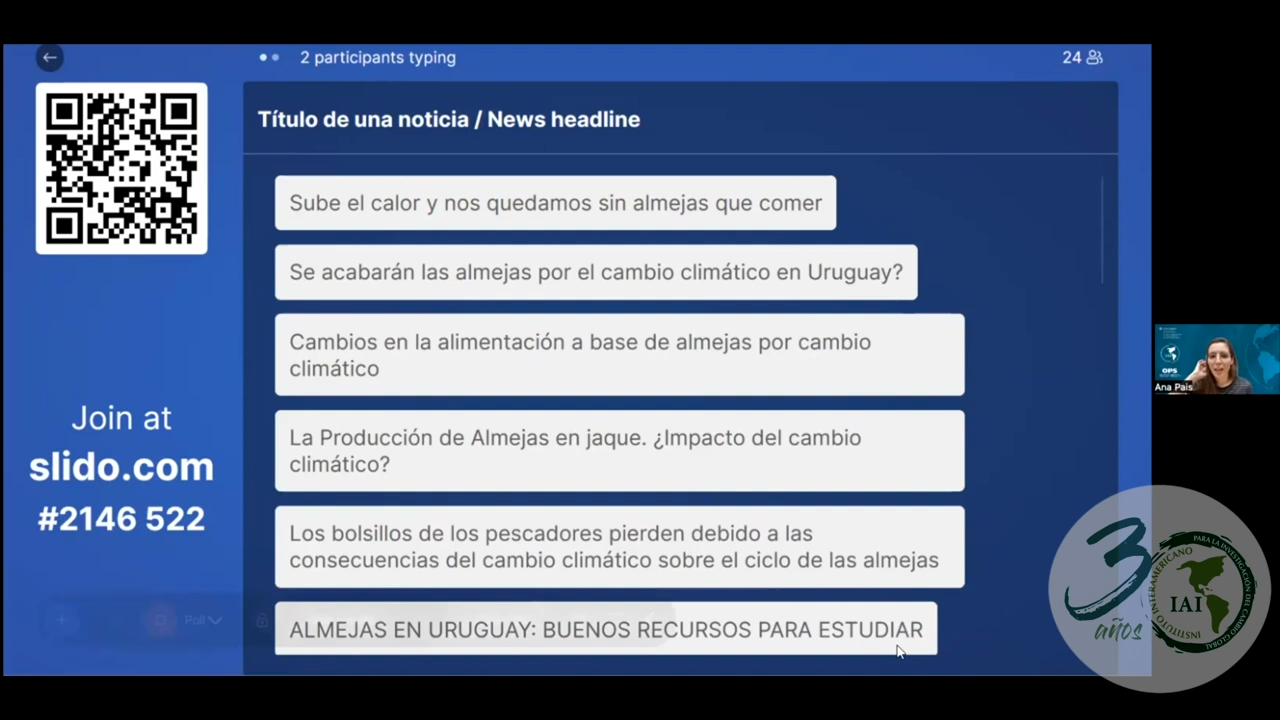 2 participants typing
24
Título de una noticia / News headline
Sube el calor y nos quedamos sin almejas que comer
Se acabarán las almejas por el cambio climático en Uruguay?
Cambios en la alimentación a base de almejas por cambio
climático
La Producción de Almejas en jaque. ¿Impacto del cambio
climático?
Los bolsillos de los pescadores pierden debido a las
consecuencias del cambio climático sobre el ciclo de las almejas
ALMEJAS EN URUGUAY: BUENOS RECURSOS PARA ESTUDIAR
Join at
slido.com
#2146 522
Poll
OPS
Ana Pais
30 años
INSTITUTO INTERAMERICANO
PARA LA INVESTIGACIÓN DEL CAMBIO GLOBAL
IAI